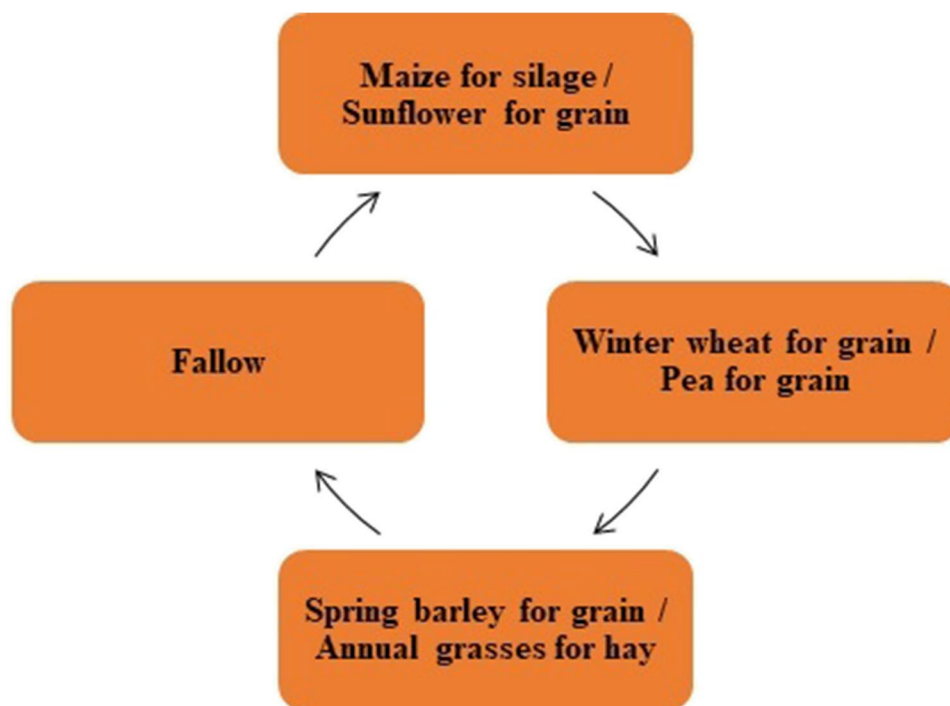 Maize for silage /
Sunflower for grain
Winter wheat for grain /
Pea for grain
Spring barley for grain /
Annual grasses for hay
Fallow